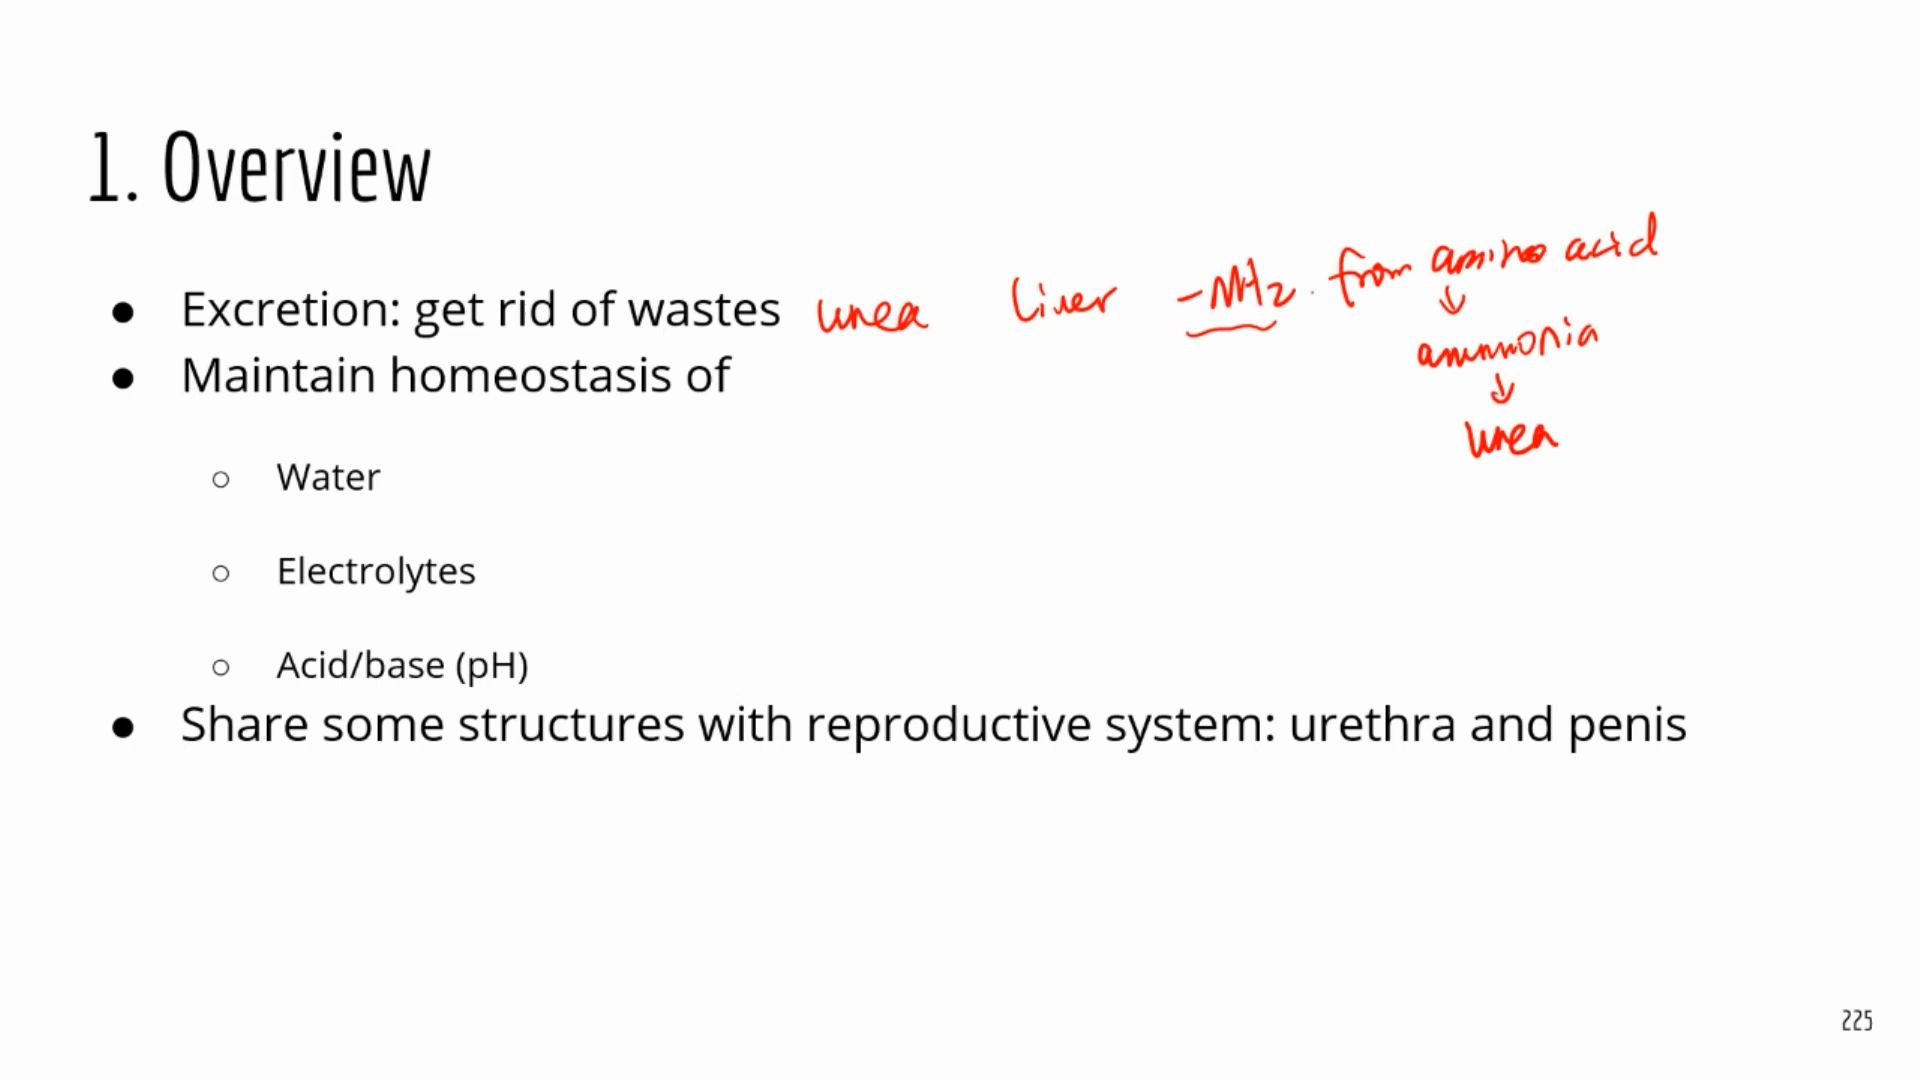 1. Overview
● Excretion: get rid of wastes urea liver -NH2. from amino acid
↓
ammonia
↓
urea
● Maintain homeostasis of
○ Water
○ Electrolytes
○ Acid/base (pH)
● Share some structures with reproductive system: urethra and penis
225